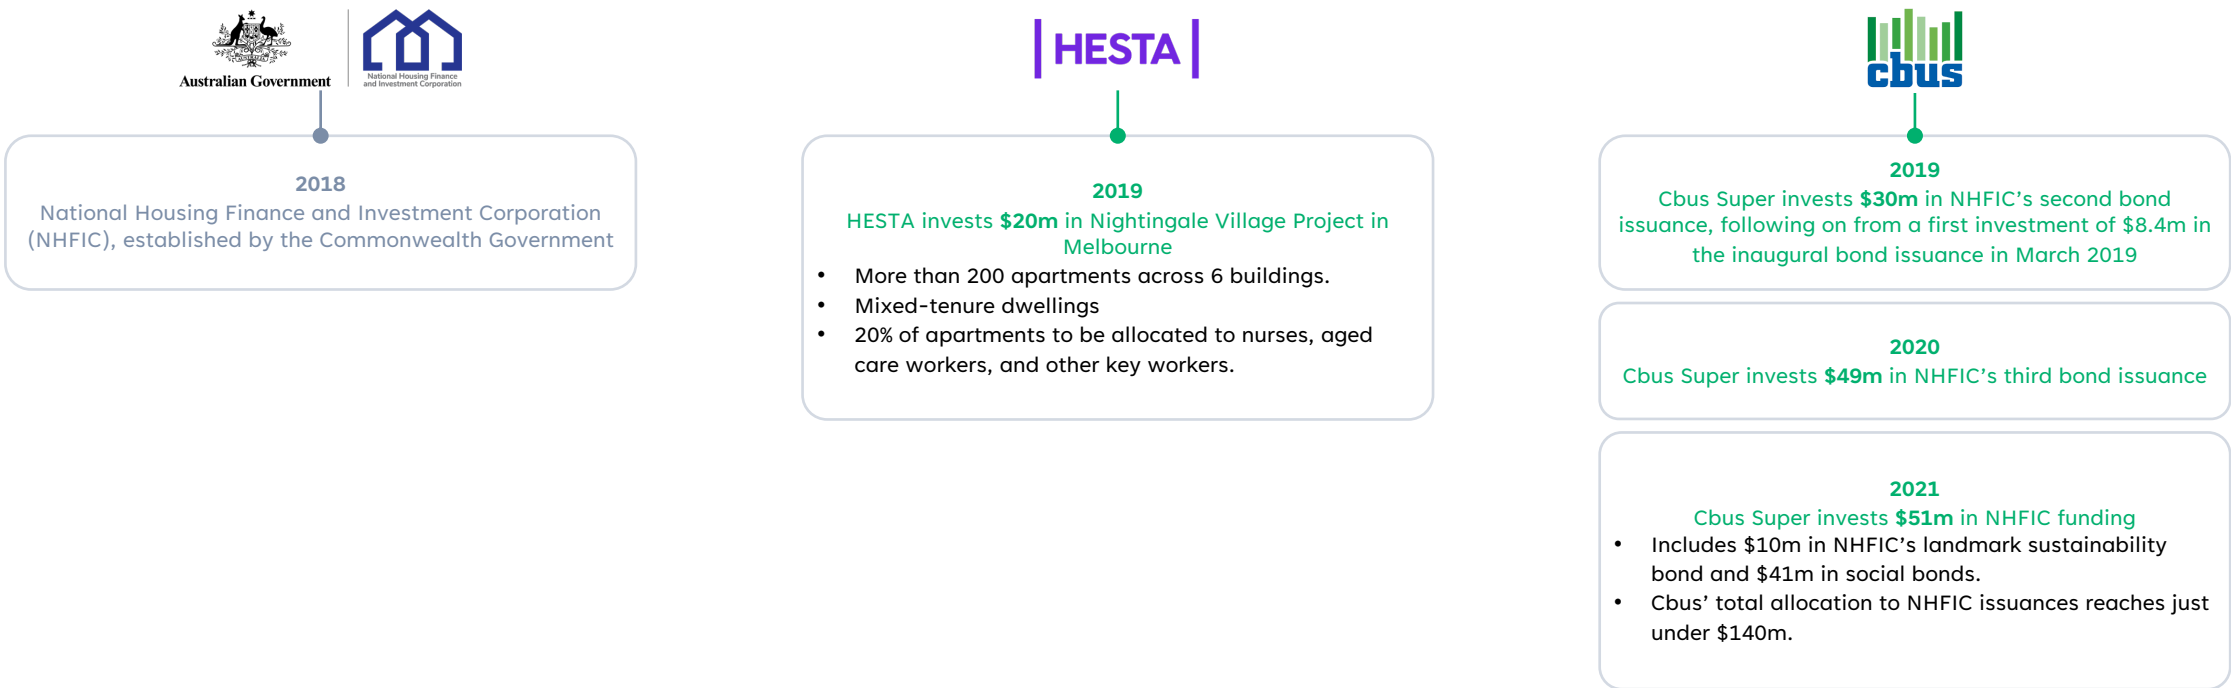 Australian Government
National Housing Finance
and Investment Corporation
2018
National Housing Finance and Investment Corporation
(NHFIC), established by the Commonwealth Government
HESTA
2019
HESTA invests $20m in Nightingale Village Project in
Melbourne
• More than 200 apartments across 6 buildings.
• Mixed-tenure dwellings
• 20% of apartments to be allocated to nurses, aged
care workers, and other key workers.
cbus
2019
Cbus Super invests $30m in NHFIC’s second bond
issuance, following on from a first investment of $8.4m in
the inaugural bond issuance in March 2019
2020
Cbus Super invests $49m in NHFIC’s third bond issuance
2021
Cbus Super invests $51m in NHFIC funding
• Includes $10m in NHFIC’s landmark sustainability
bond and $41m in social bonds.
• Cbus’ total allocation to NHFIC issuances reaches just
under $140m.